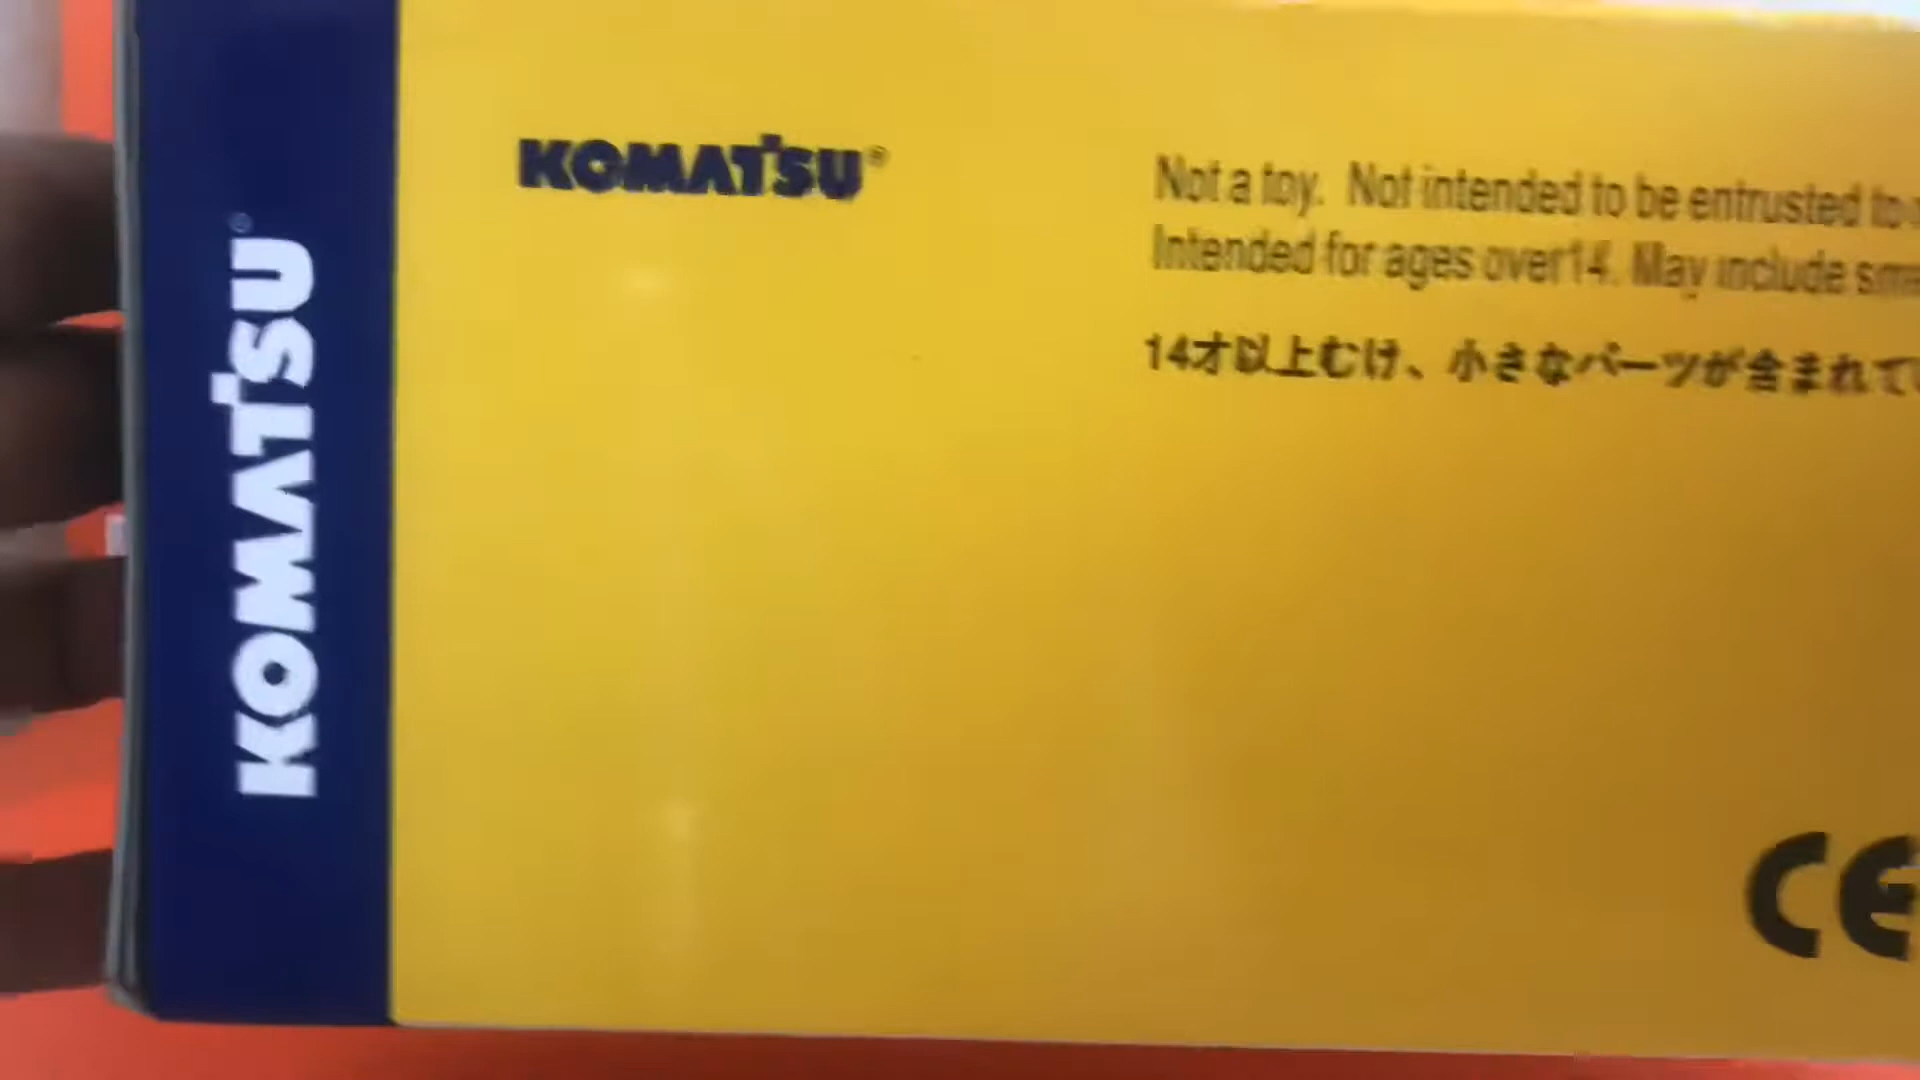 KOMATSU®
KOMATSU®
Not a toy. Not intended to be entrusted to
Intended for ages over14. May include
14才以上むけ、小さなパーツが含まれて
CE